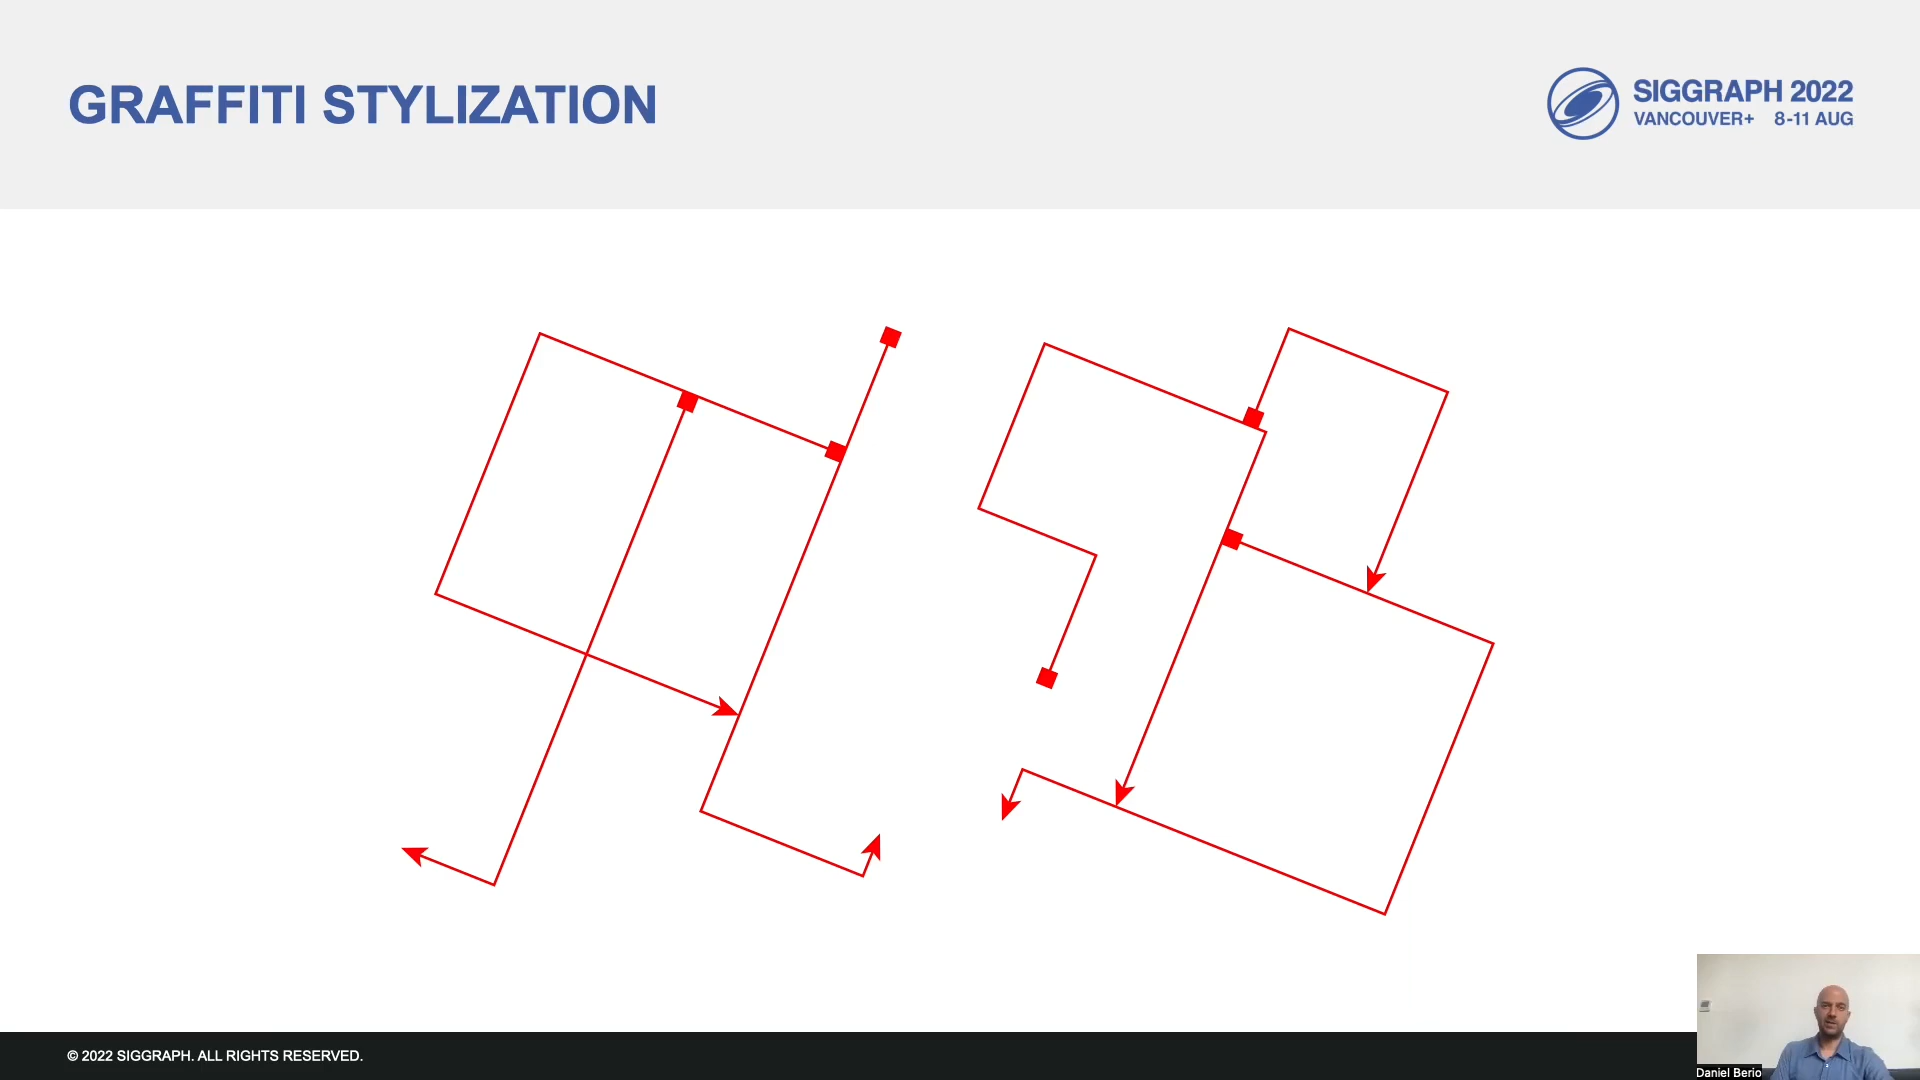 GRAFFITI STYLIZATION
SIGGRAPH 2022
VANCOUVER+ 8-11 AUG
© 2022 SIGGRAPH. ALL RIGHTS RESERVED.
Daniel Berio